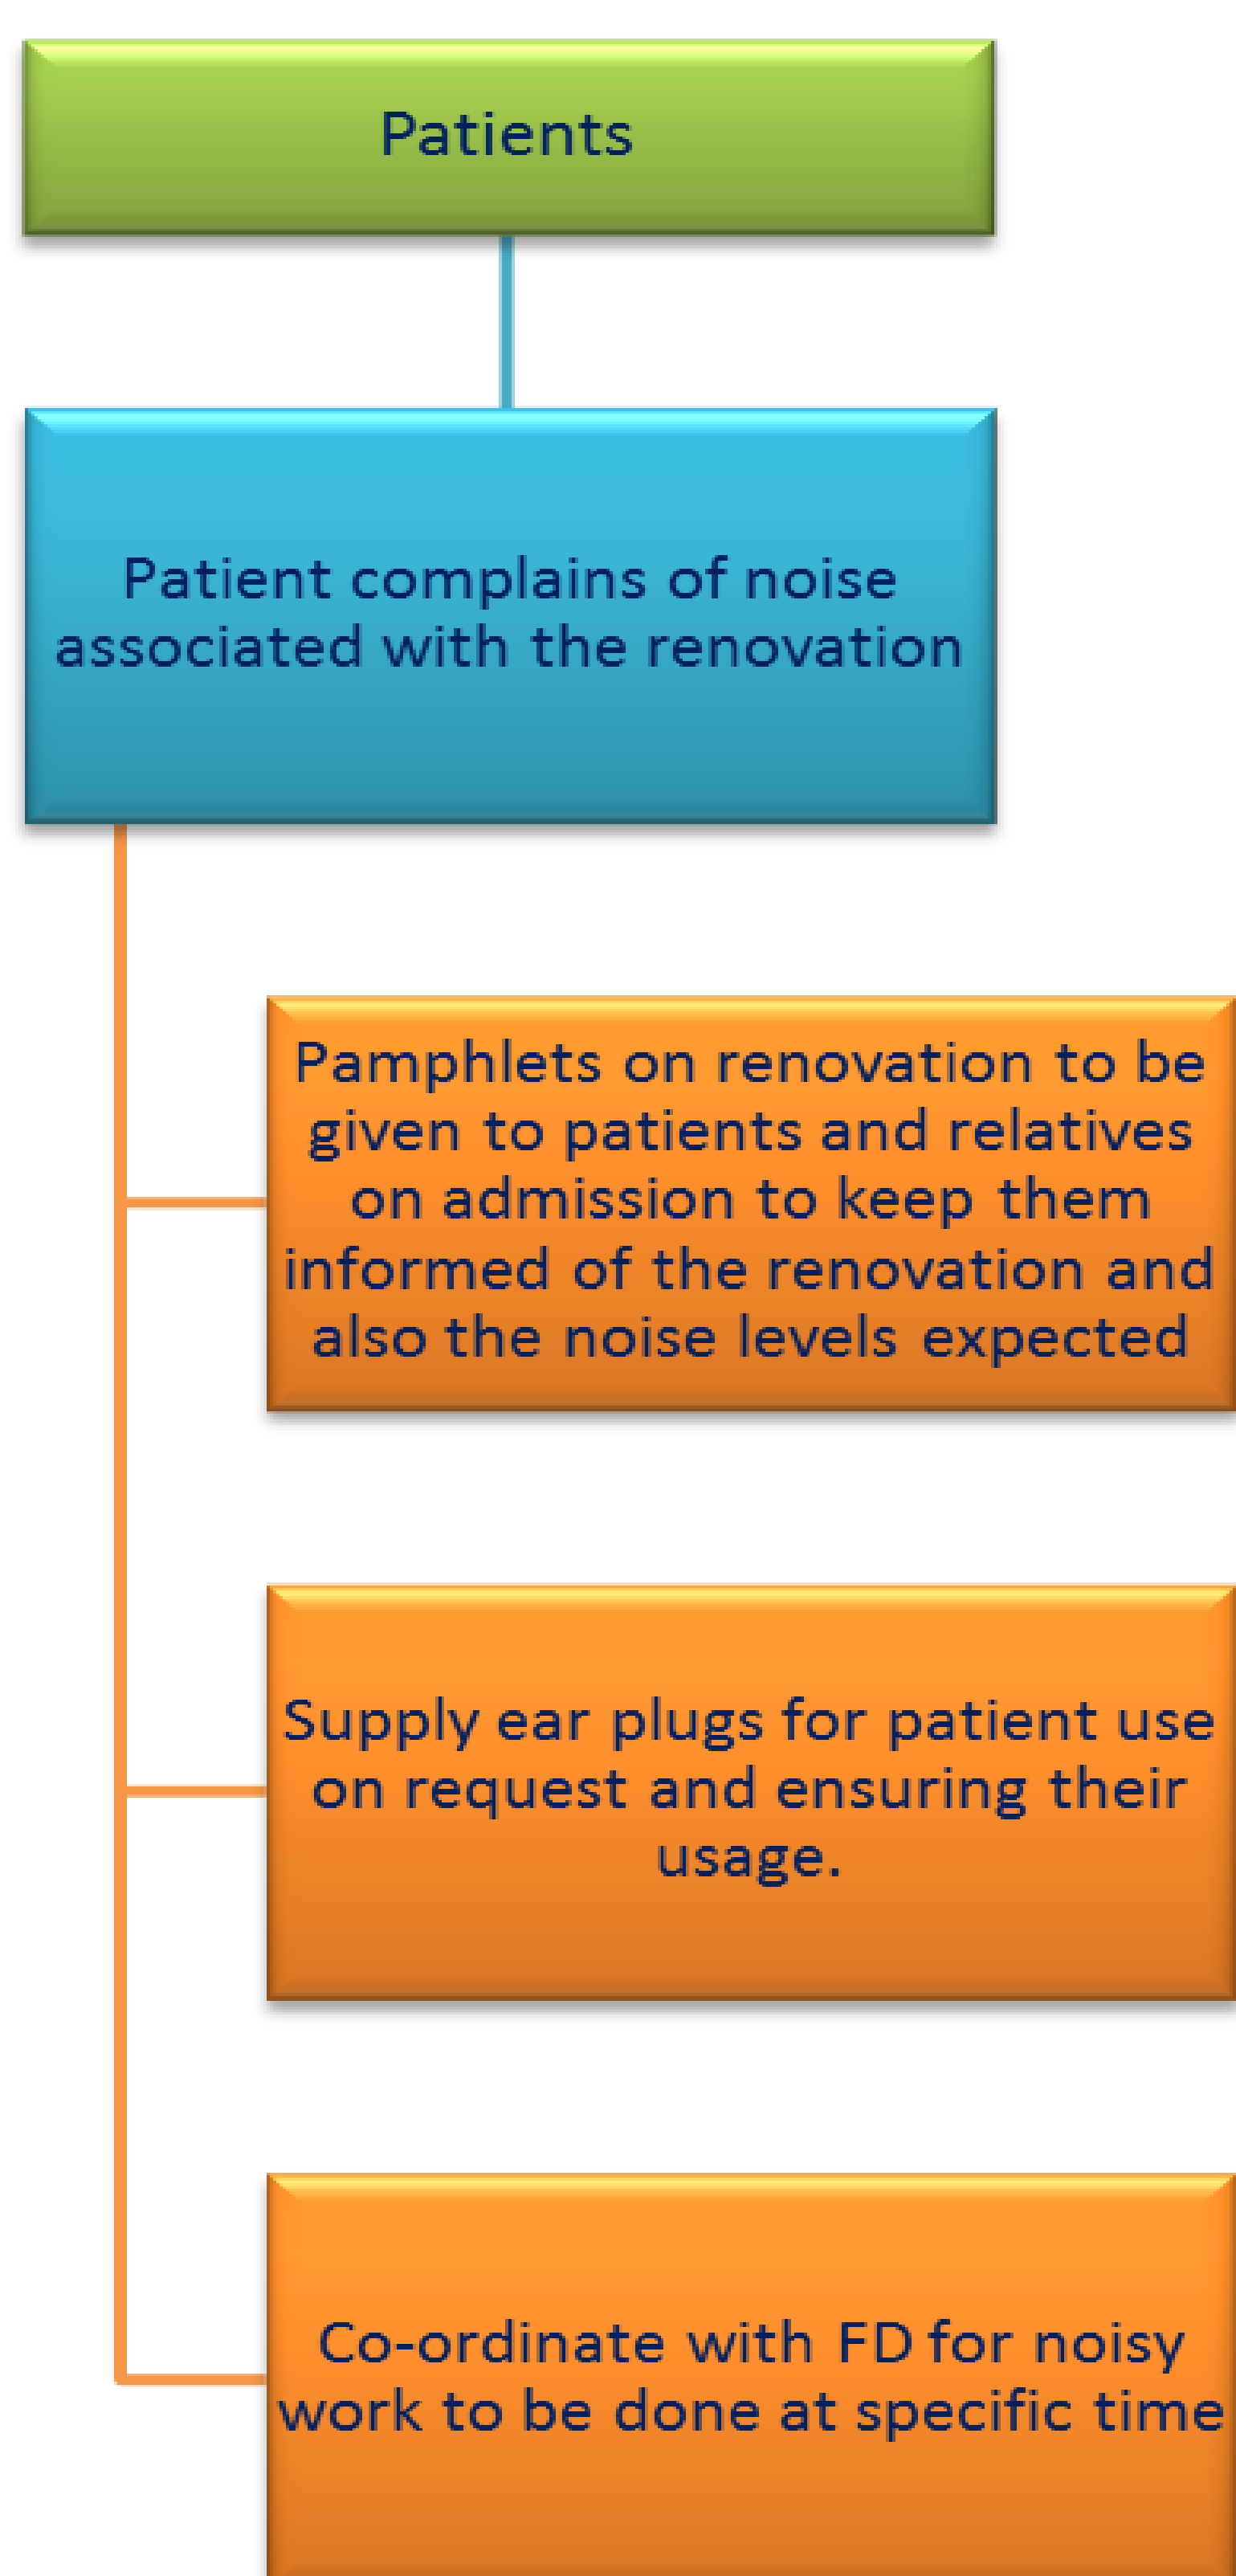 Patients
Patient complains of noise
associated with the renovation
Pamphlets on renovation to be
given to patients and relatives
on admission to keep them
informed of the renovation and
also the noise levels expected
Supply ear plugs for patient use
on request and ensuring their
usage.
Co-ordinate with FD for noisy
work to be done at specific time